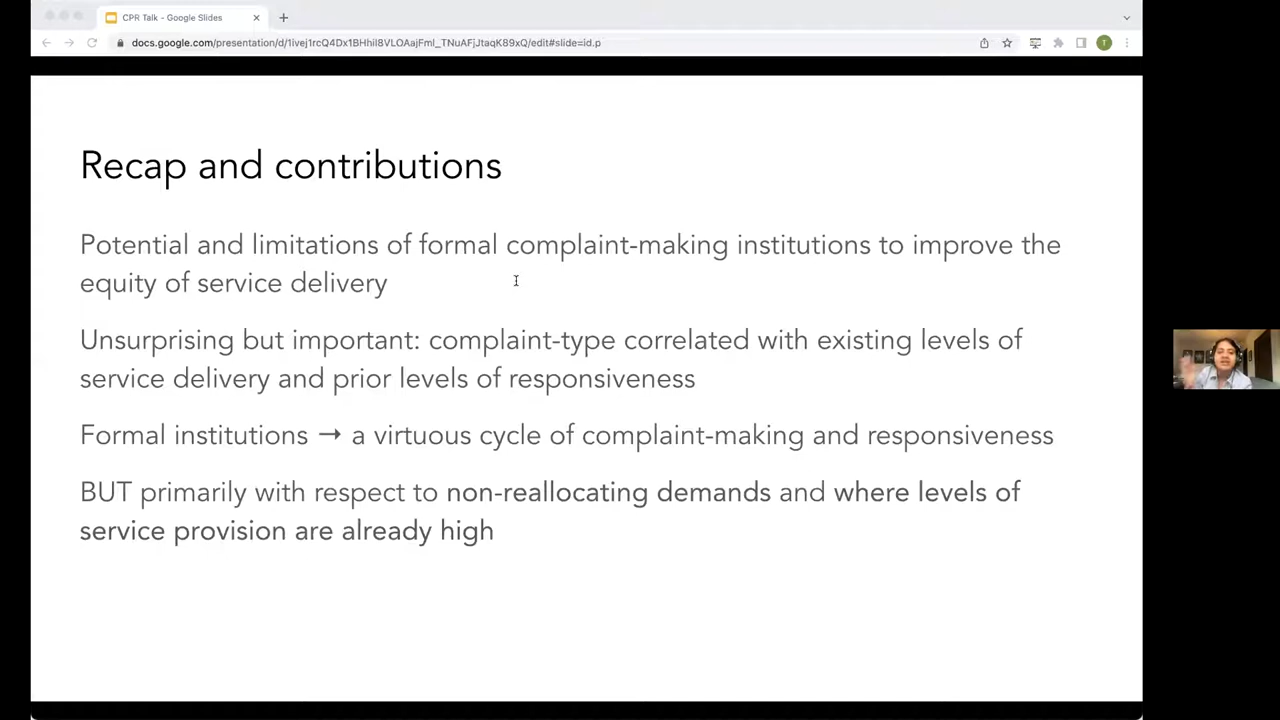 CPR Talk - Google Slides
docs.google.com/presentation/d/1ivej1rcQ4Dx1BHhil8VLOAajFml_TNuAFjJtaqK89xQ/edit#slide=id.p
T
Recap and contributions
Potential and limitations of formal complaint-making institutions to improve the
equity of service delivery
Unsurprising but important: complaint-type correlated with existing levels of
service delivery and prior levels of responsiveness
Formal institutions → a virtuous cycle of complaint-making and responsiveness
BUT primarily with respect to non-reallocating demands and where levels of
service provision are already high